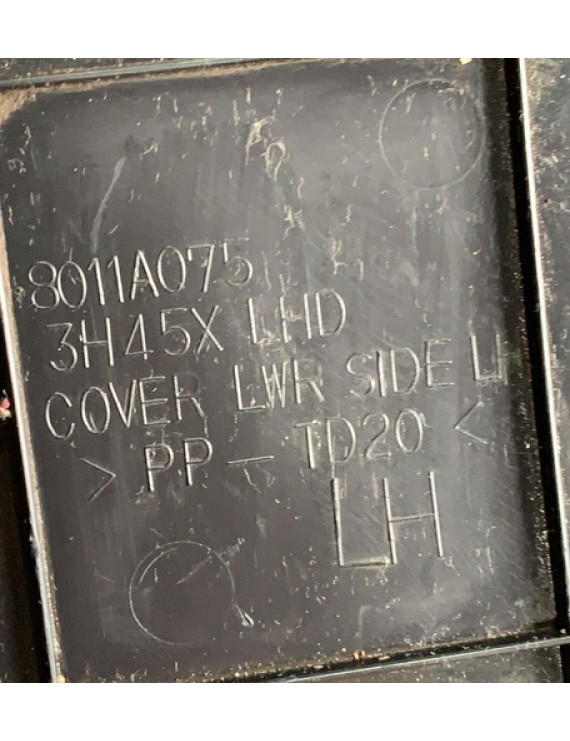 8011A075
3H45X LHD
COVER LWR SIDE LH
> PP - TD20 <
LH